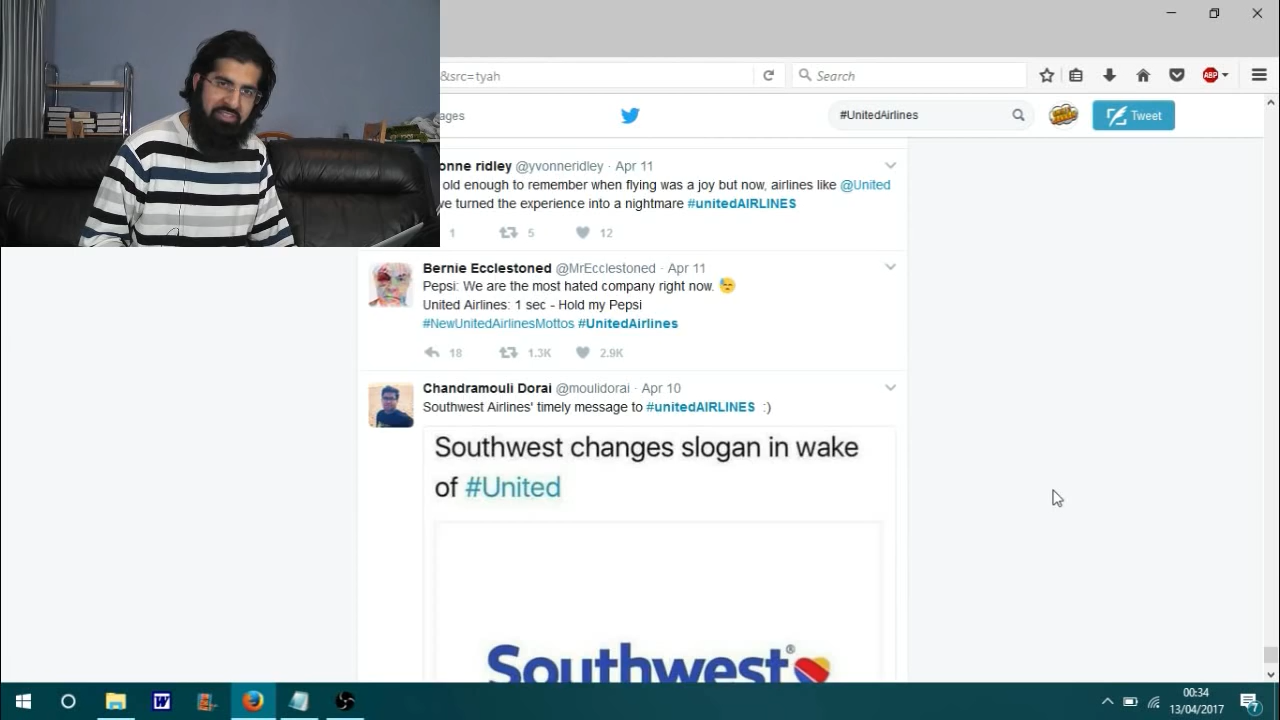 &src=tyah
Search
ABP
ages
#UnitedAirlines
Tweet
onne ridley @yvonneridley · Apr 11
old enough to remember when flying was a joy but now, airlines like @United
ve turned the experience into a nightmare #unitedAIRLINES
1 5 12
Bernie Ecclestoned @MrEcclestoned · Apr 11
Pepsi: We are the most hated company right now.
United Airlines: 1 sec - Hold my Pepsi
#NewUnitedAirlinesMottos #UnitedAirlines
18 1.3K 2.9K
Chandramouli Dorai @moulidorai · Apr 10
Southwest Airlines' timely message to #unitedAIRLINES :)
Southwest changes slogan in wake
of #United
Southwest®
W
00:34
13/04/2017
7